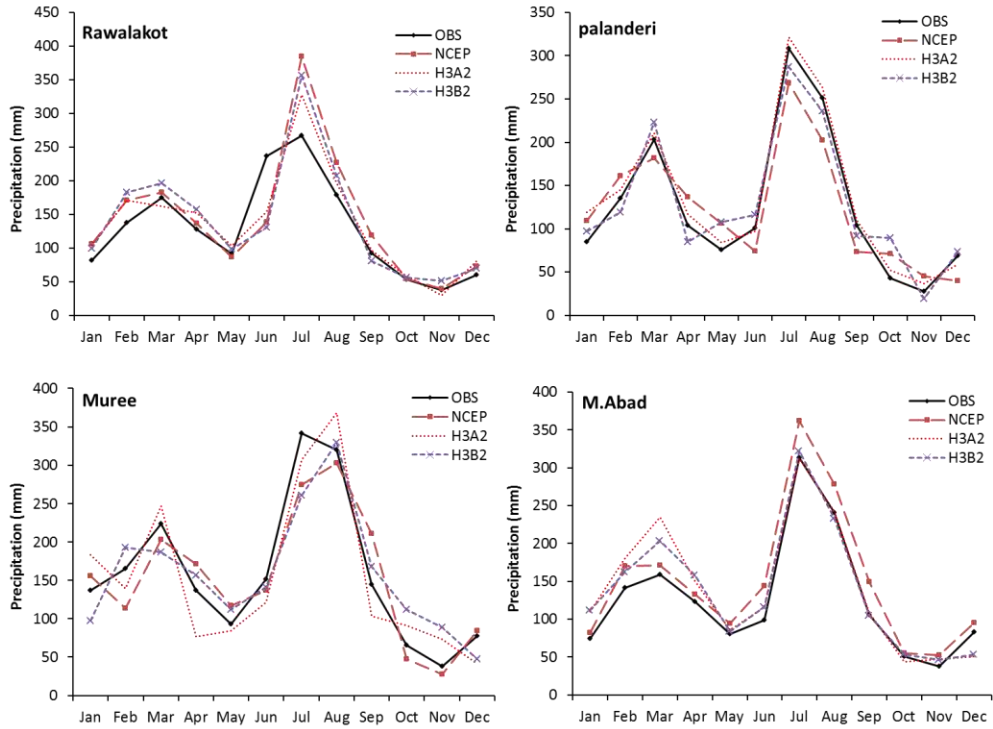 Rawalakot
Precipitation (mm)
450
400
350
300
250
200
150
100
50
0
Jan Feb Mar Apr May Jun Jul Aug Sep Oct Nov Dec
OBS
NCEP
H3A2
H3B2
palanderi
Precipitation (mm)
350
300
250
200
150
100
50
0
Jan Feb Mar Apr May Jun Jul Aug Sep Oct Nov Dec
OBS
NCEP
H3A2
H3B2
Muree
Precipitation (mm)
400
350
300
250
200
150
100
50
0
Jan Feb Mar Apr May Jun Jul Aug Sep Oct Nov Dec
OBS
NCEP
H3A2
H3B2
M.Abad
Precipitation (mm)
400
350
300
250
200
150
100
50
0
Jan Feb Mar Apr May Jun Jul Aug Sep Oct Nov Dec
OBS
NCEP
H3A2
H3B2